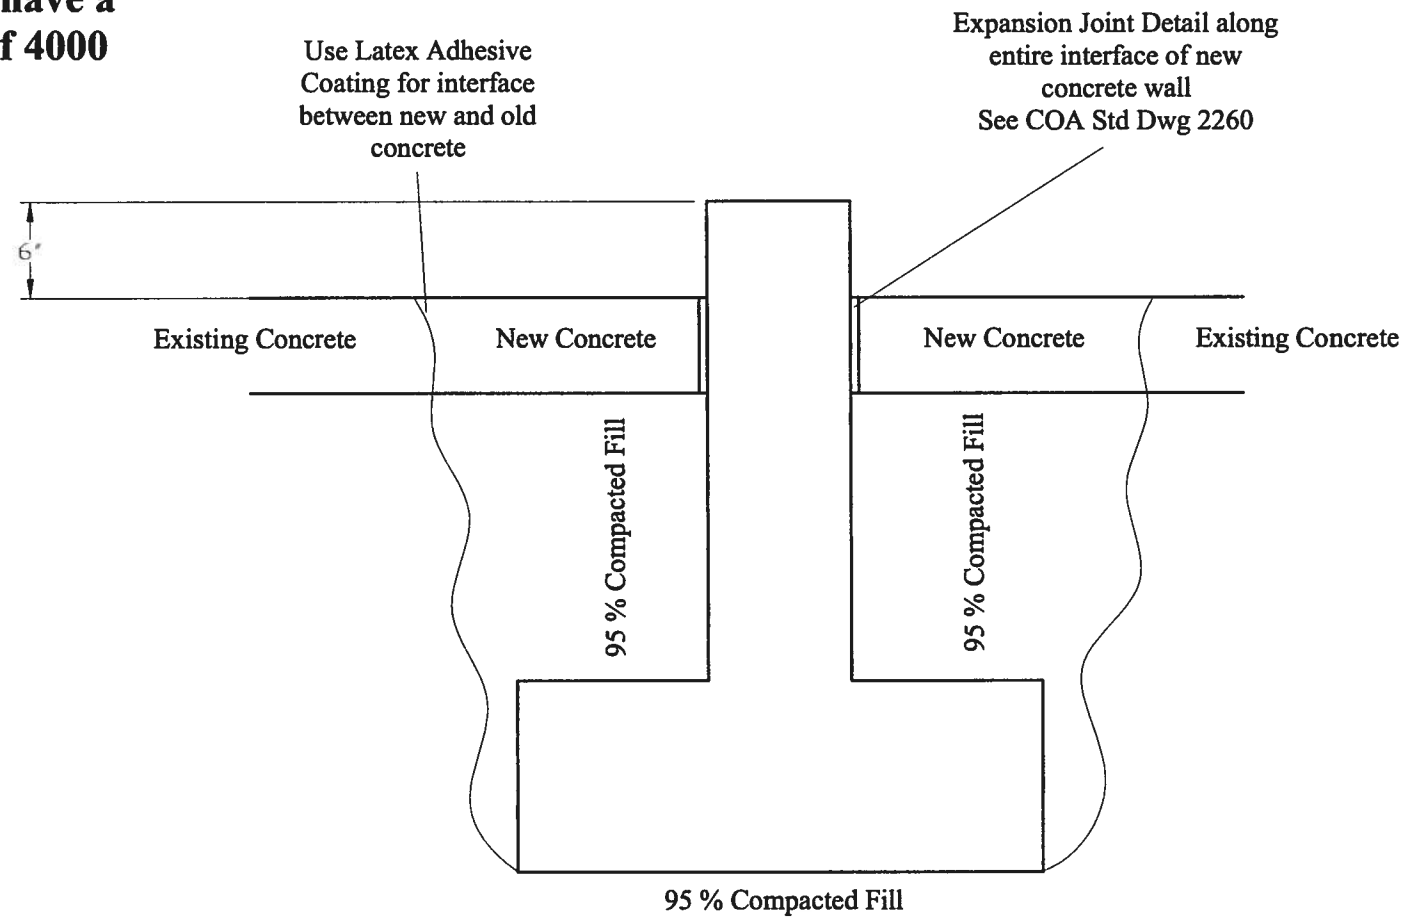 have a
f 4000
Use Latex Adhesive
Coating for interface
between new and old
concrete
Expansion Joint Detail along
entire interface of new
concrete wall
See COA Std Dwg 2260
6"
Existing Concrete
New Concrete
New Concrete
Existing Concrete
95 % Compacted Fill
95 % Compacted Fill
95 % Compacted Fill